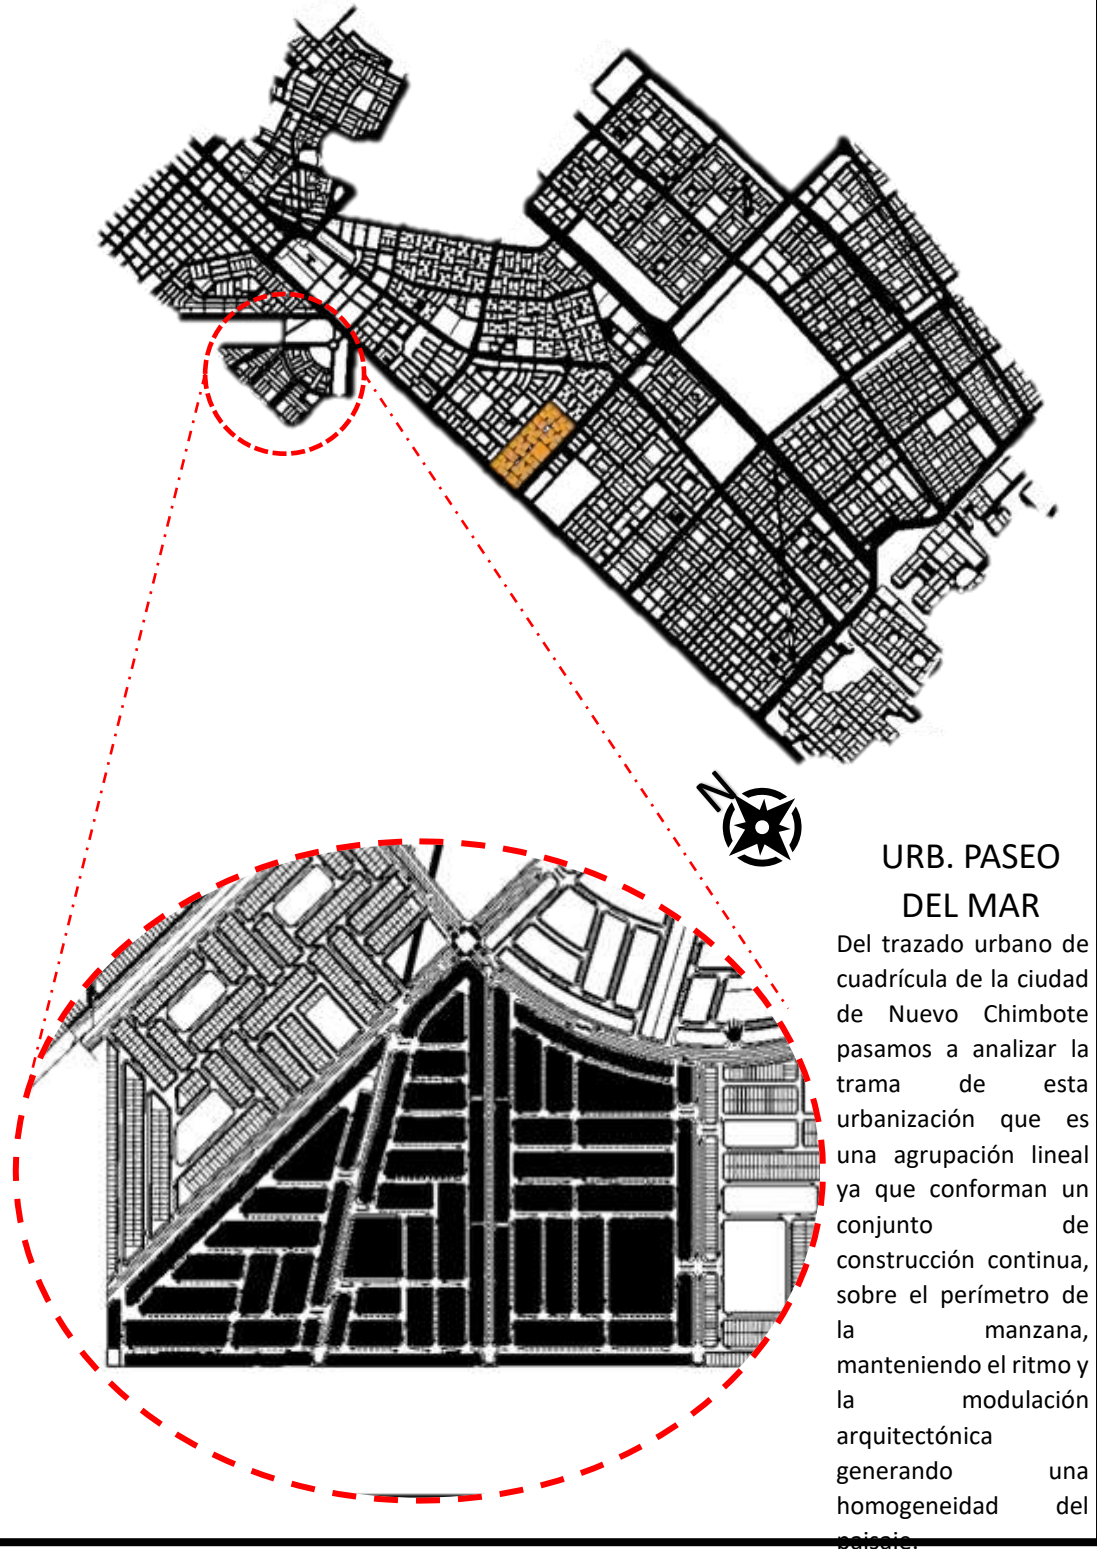 N
URB. PASEO
DEL MAR
Del trazado urbano de
cuadrícula de la ciudad
de Nuevo Chimbote
pasamos a analizar la
trama de esta
urbanización que es
una agrupación lineal
ya que conforman un
conjunto de
construcción continua,
sobre el perímetro de
la manzana,
manteniendo el ritmo y
la modulación
arquitectónica
generando una
homogeneidad del
paisaje.